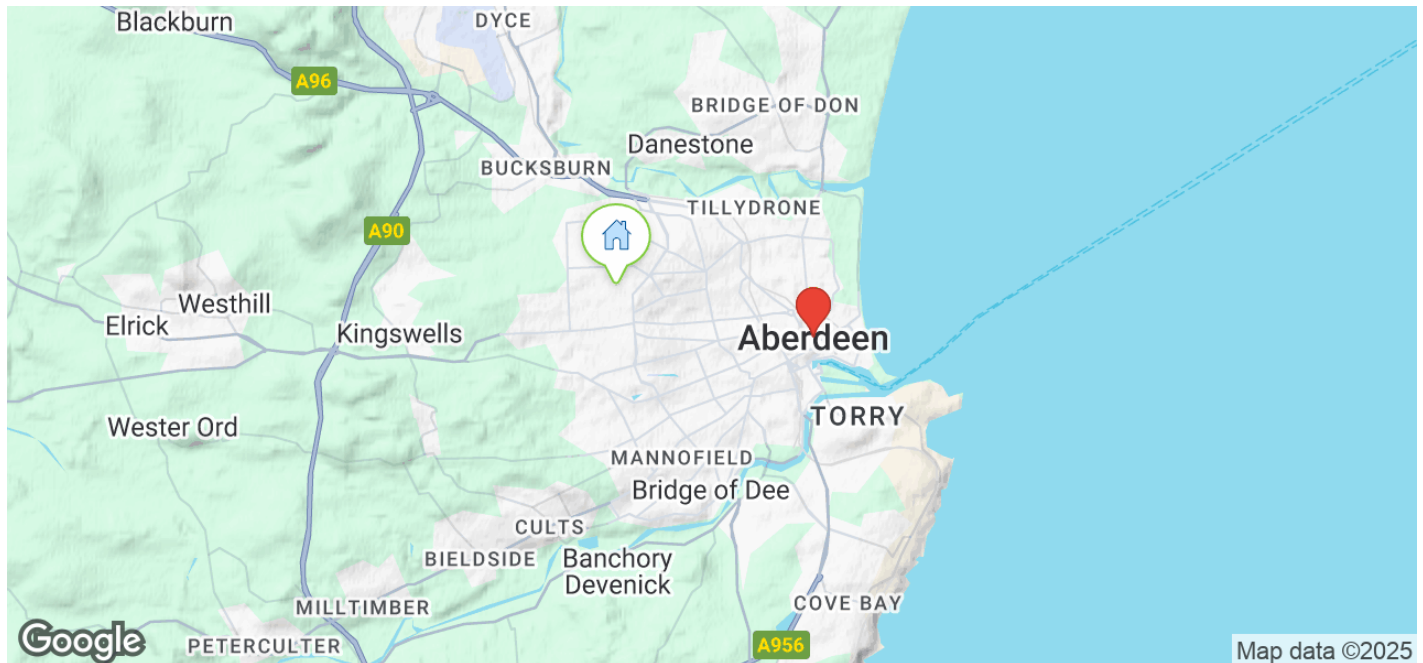 Blackburn
DYCE
A96
BRIDGE OF DON
Danestone
BUCKSBURN
TILLYDRONE
A90
Westhill
Elrick
Kingswells
Aberdeen
TORRY
Wester Ord
MANNOFIELD
Bridge of Dee
CULTS
BIELDSIDE
Banchory
Devenick
MILLTIMBER
COVE BAY
PETERCULTER
A956
Google
Map data ©2025